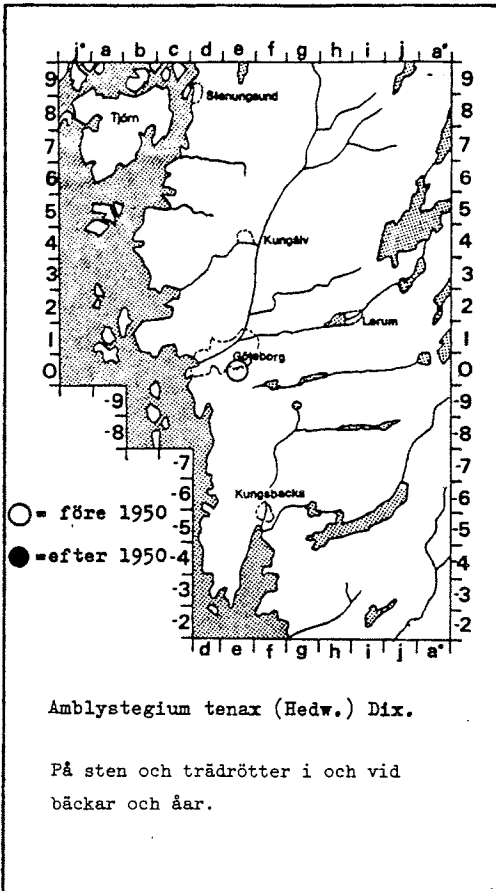 j* a b c d e f g h i j a*
9 9
8 8
7 7
6 6
5 5
4 4
3 3
2 2
1 1
0 0
Stenungsund
Tjörn
Kungälv
Lerum
Göteborg
-9 -9
-8 -8
-7 -7
Kungsbacka
-6 -6
○ = före 1950
-5 -5
● =efter 1950
-4 -4
-3 -3
-2 -2
d e f g h i j a*
Amblystegium tenax (Hedw.) Dix.
På sten och trädrötter i och vid
bäckar och åar.